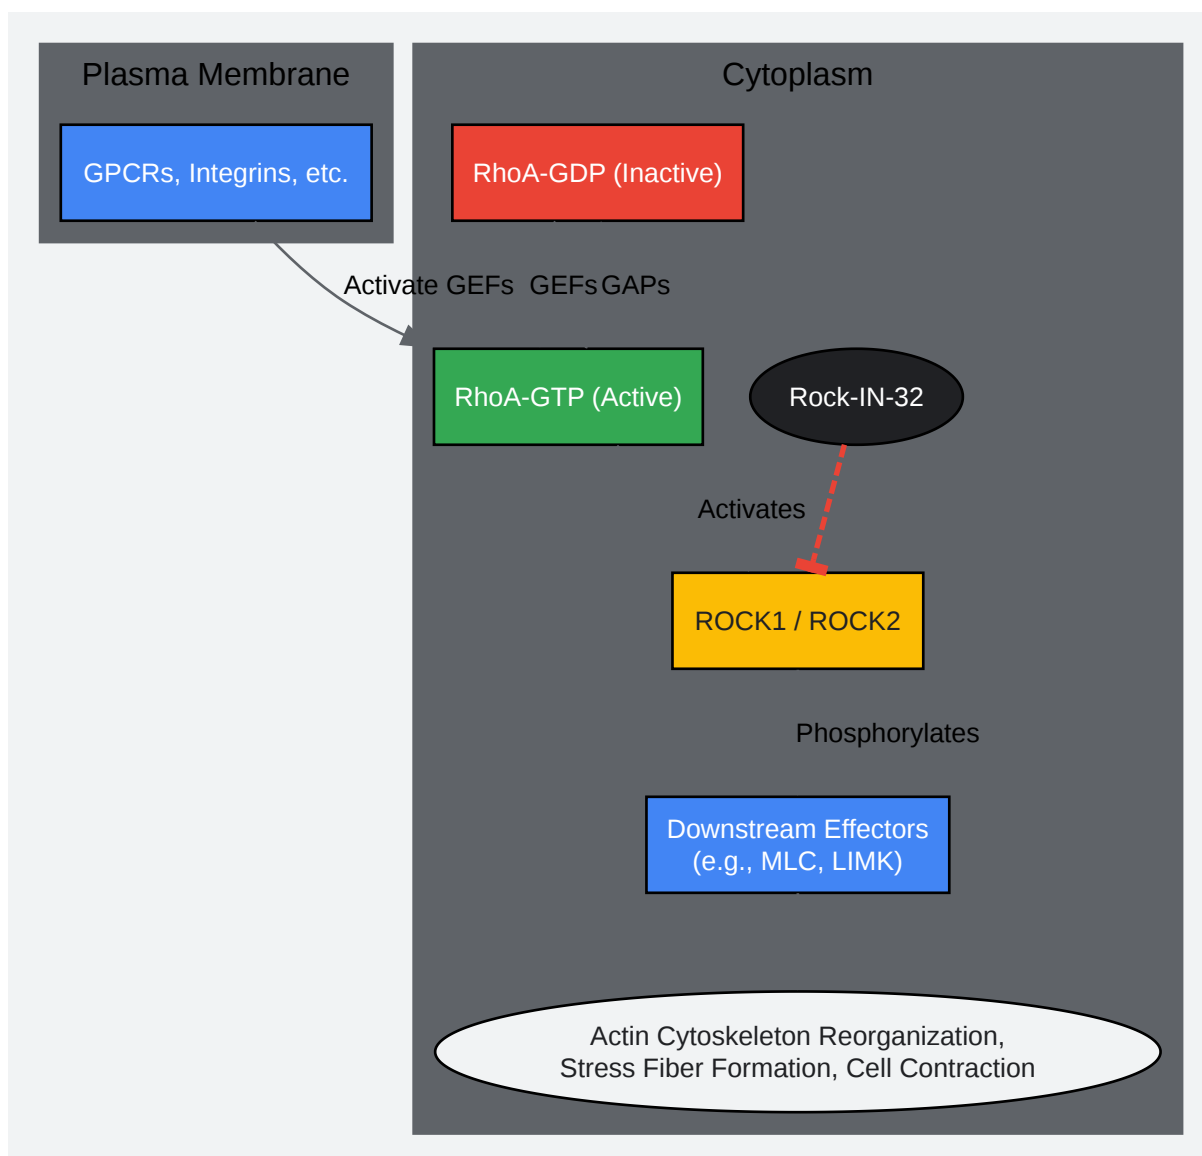 Plasma Membrane
Cytoplasm
GPCRs, Integrins, etc.
RhoA-GDP (Inactive)
Activate GEFs
GEFs
GAPs
RhoA-GTP (Active)
Rock-IN-32
Activates
ROCK1 / ROCK2
Phosphorylates
Downstream Effectors
(e.g., MLC, LIMK)
Actin Cytoskeleton Reorganization,
Stress Fiber Formation, Cell Contraction